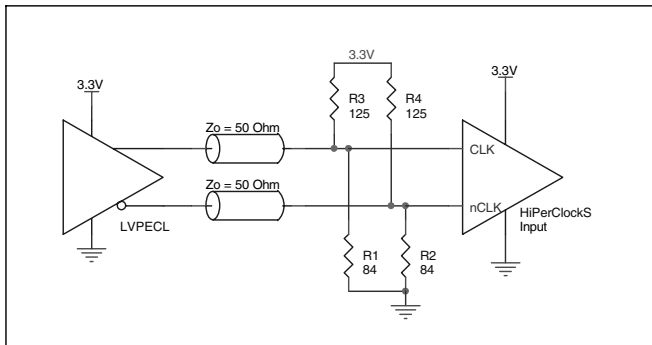 3.3V
3.3V
3.3V
R3
125
R4
125
Zo = 50 Ohm
CLK
Zo = 50 Ohm
nCLK
LVPECL
HiPerClockS
Input
R1
84
R2
84